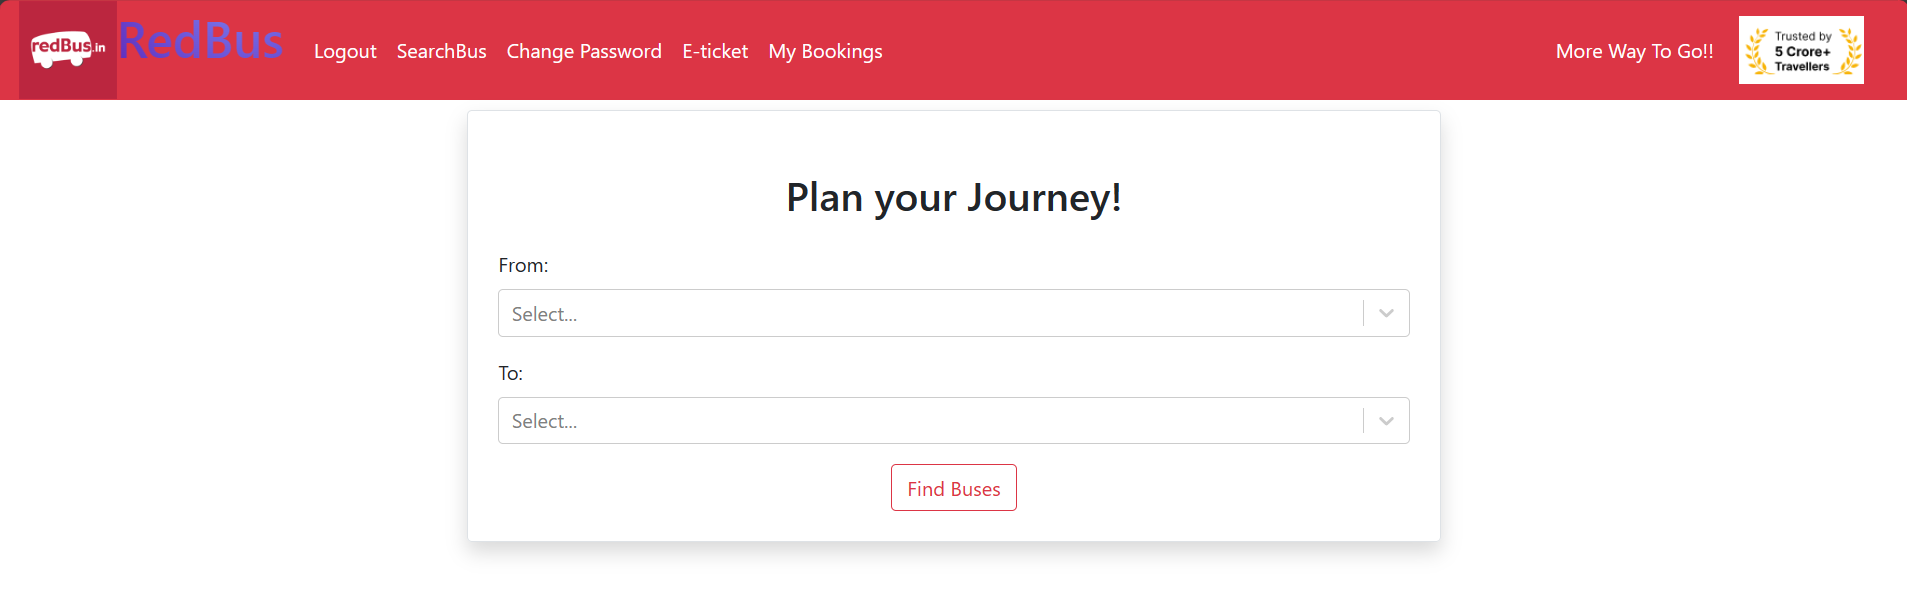 redBus.in
RedBus
Logout SearchBus Change Password E-ticket My Bookings
More Way To Go!!
Trusted by
5 Crore+
Travellers
Plan your Journey!
From:
Select...
To:
Select...
Find Buses